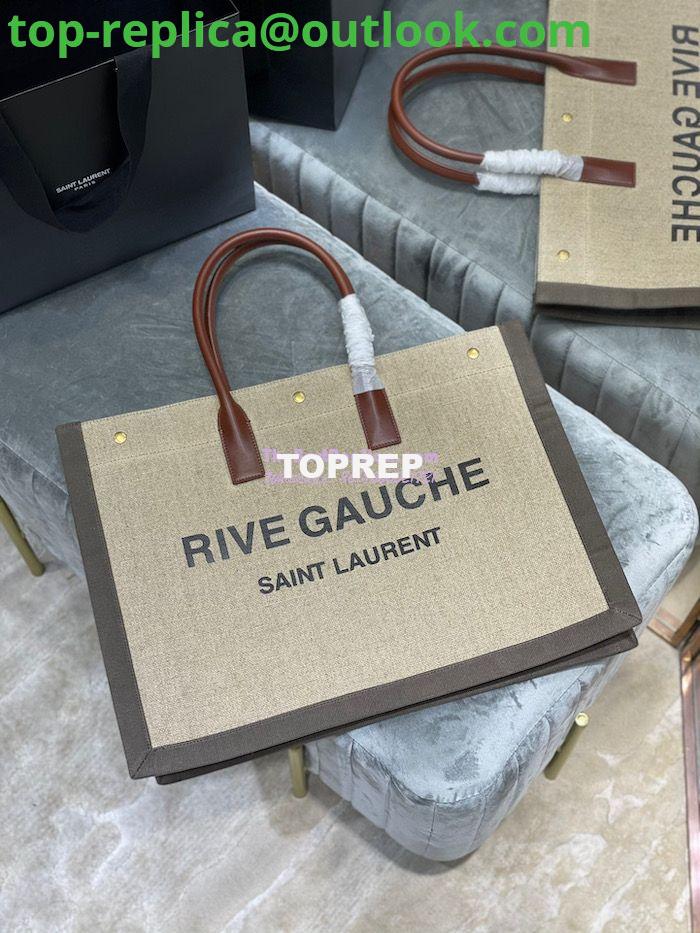 top-replica@outlook.com
SAINT LAURENT
PARIS
RIVE GAUCHE
TOPREP
RIVE GAUCHE
SAINT LAURENT